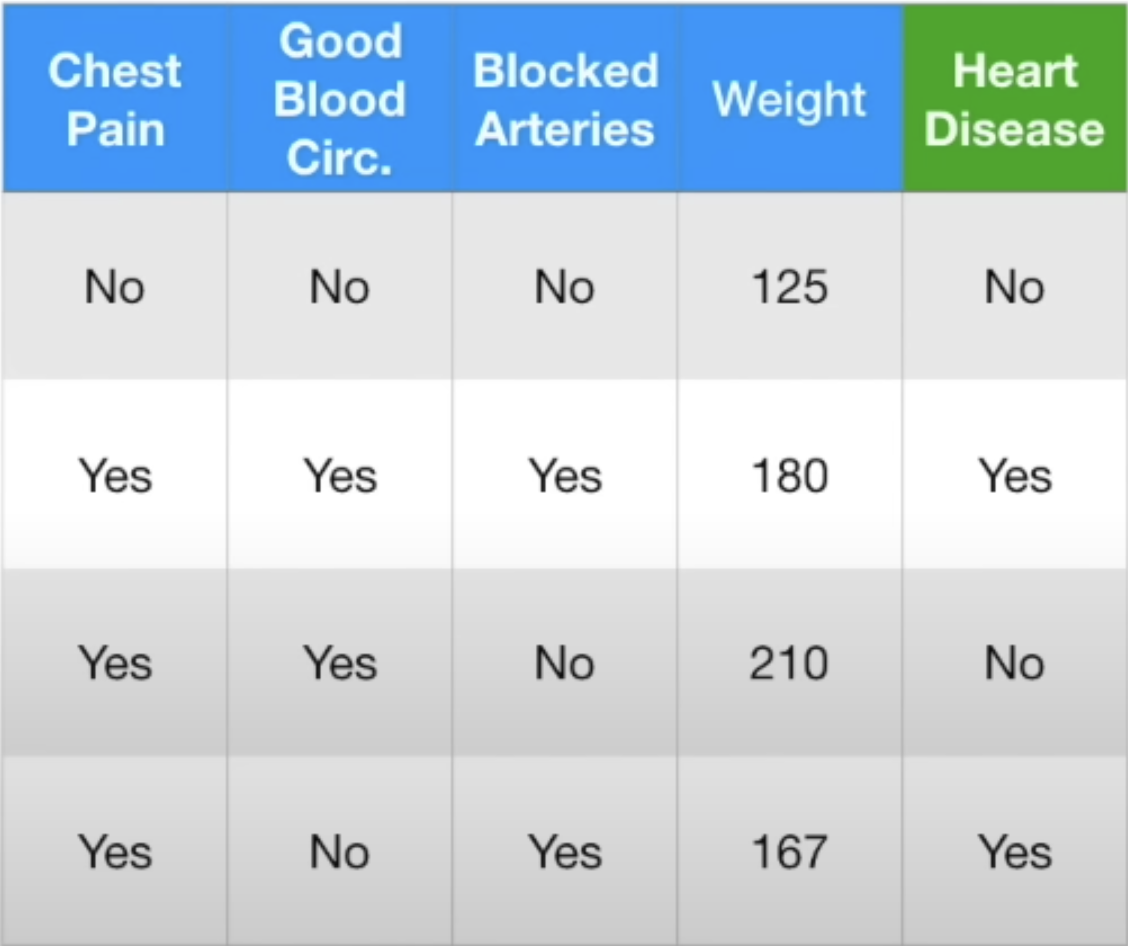 Chest Pain | Good Blood Circ. | Blocked Arteries | Weight | Heart Disease
No | No | No | 125 | No
Yes | Yes | Yes | 180 | Yes
Yes | Yes | No | 210 | No
Yes | No | Yes | 167 | Yes